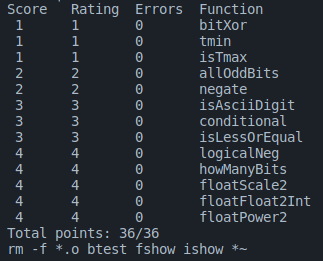 Score Rating Errors Function
1 1 0 bitXor
1 1 0 tmin
1 1 0 isTmax
2 2 0 allOddBits
2 2 0 negate
3 3 0 isAsciiDigit
3 3 0 conditional
3 3 0 isLessOrEqual
4 4 0 logicalNeg
4 4 0 howManyBits
4 4 0 floatScale2
4 4 0 floatFloat2Int
4 4 0 floatPower2
Total points: 36/36
rm -f *.o btest fshow ishow *~